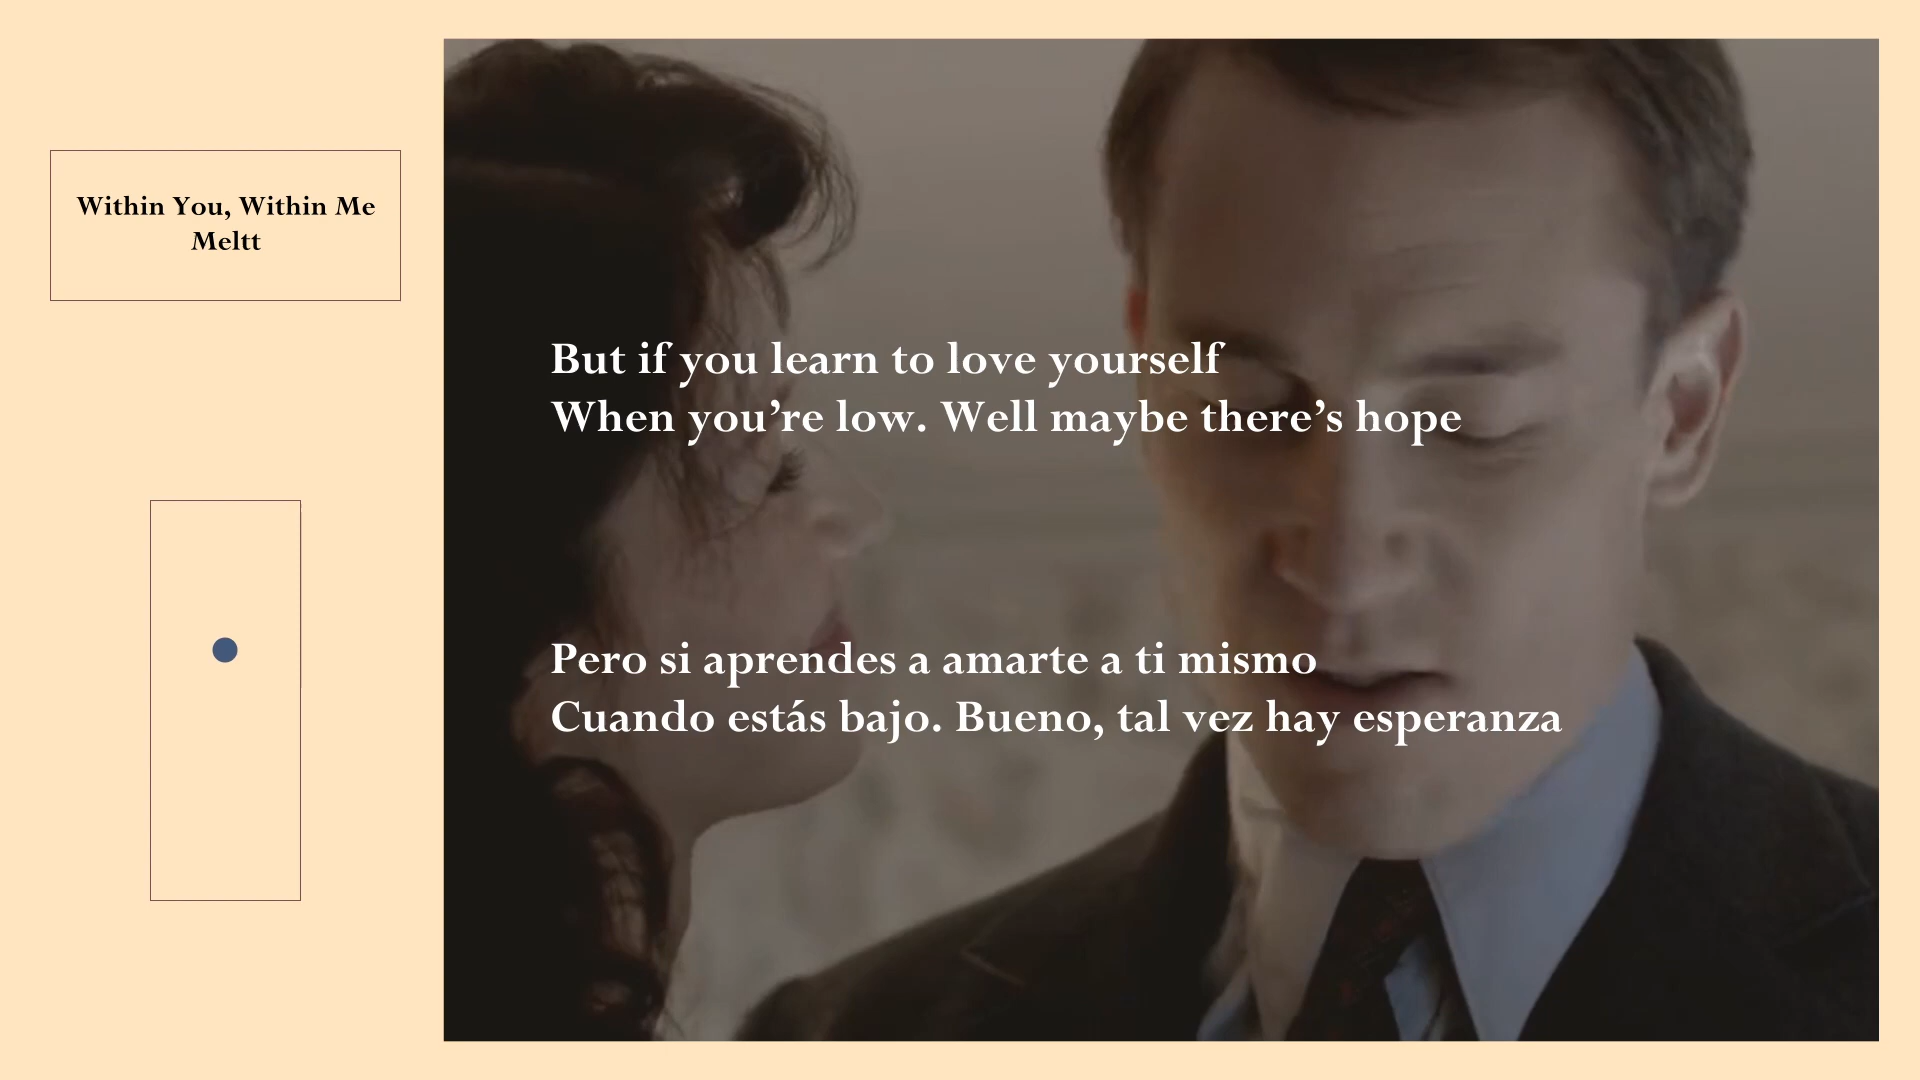 Within You, Within Me
Meltt
But if you learn to love yourself
When you’re low. Well maybe there’s hope
Pero si aprendes a amarte a ti mismo
Cuando estás bajo. Bueno, tal vez hay esperanza